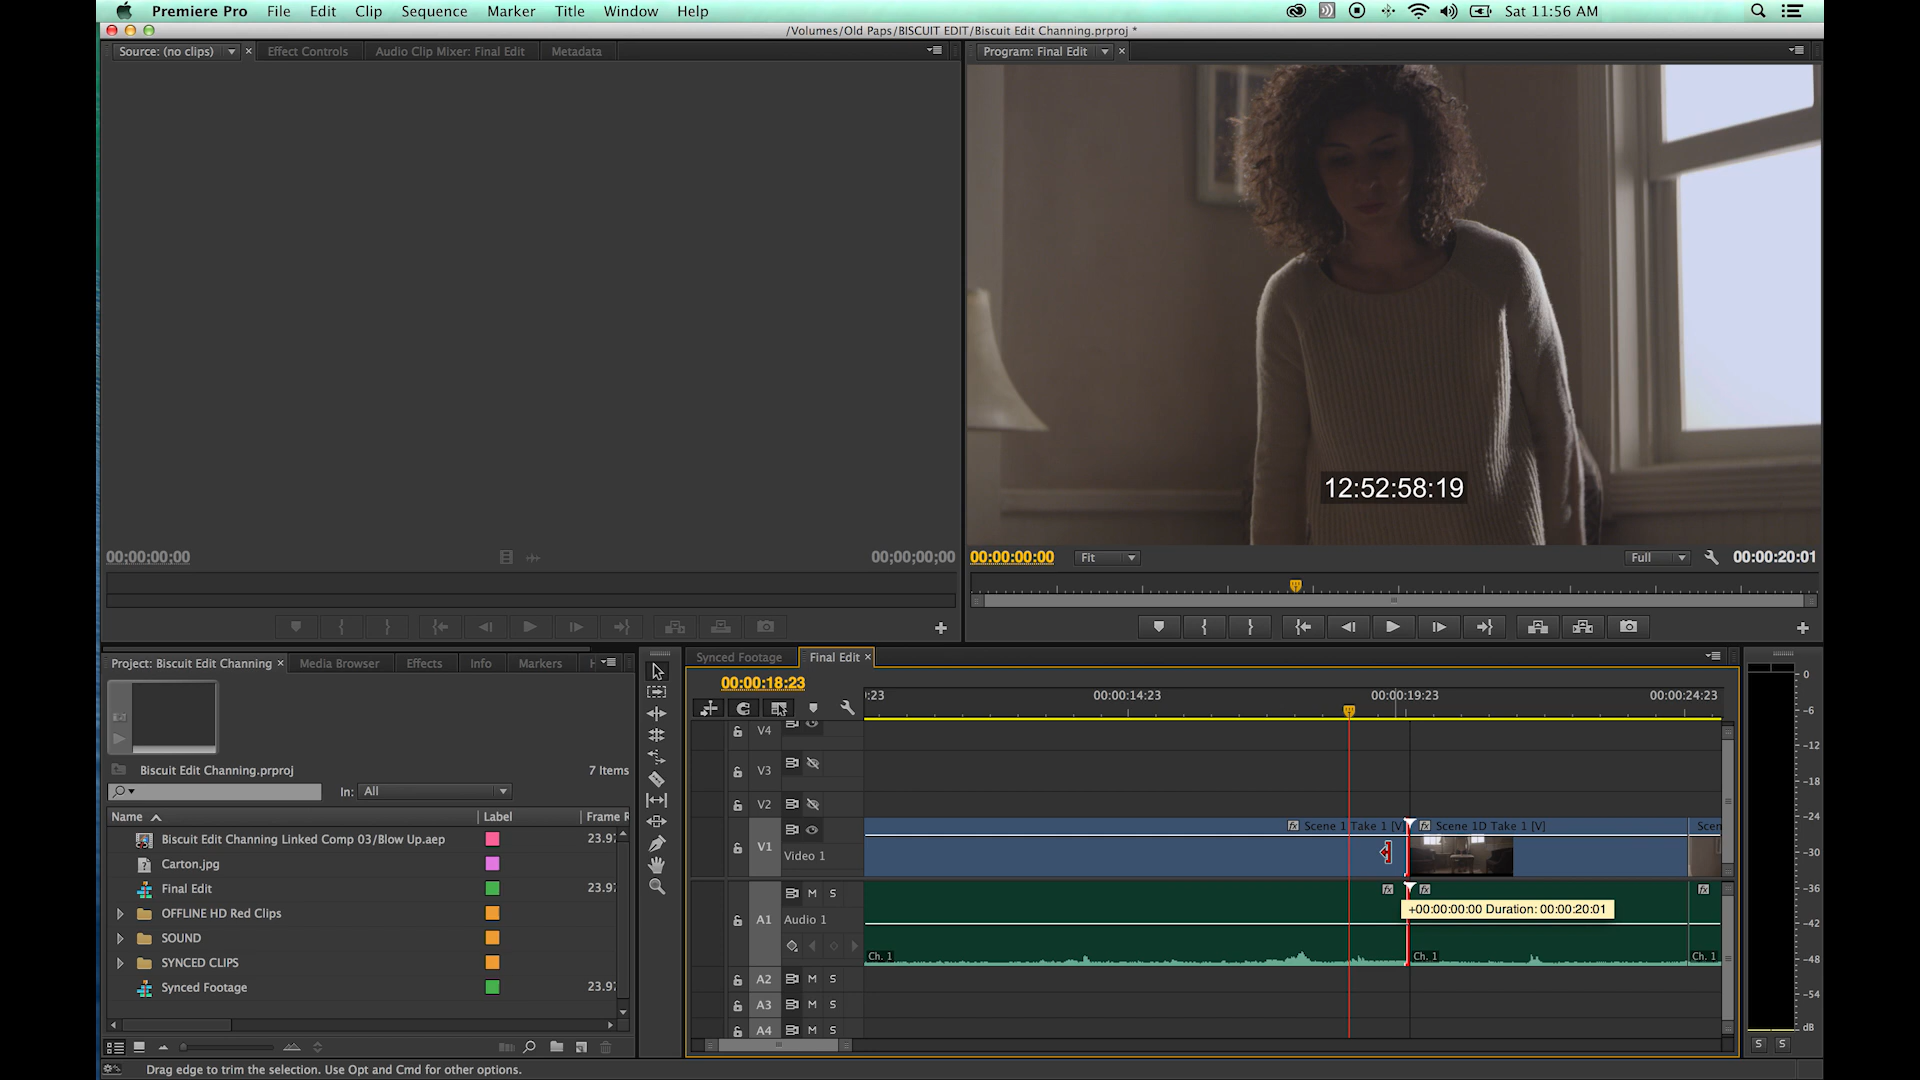 Premiere Pro File Edit Clip Sequence Marker Title Window Help Sat 11:56 AM
/Volumes/Old Paps/BISCUIT EDIT/Biscuit Edit Channing.prproj *
Source: (no clips) Effect Controls Audio Clip Mixer: Final Edit Metadata
Program: Final Edit
12:52:58:19
00;00;00;00 00;00;00;00
00:00:00:00 Fit Full 00:00:20:01
Project: Biscuit Edit Channing Media Browser Effects Info Markers H
Biscuit Edit Channing.prproj 7 Items
In: All
Name Label Frame R
Biscuit Edit Channing Linked Comp 03/Blow Up.aep 23.97
Carton.jpg
Final Edit 23.97
OFFLINE HD Red Clips
SOUND
SYNCED CLIPS
Synced Footage 23.97
Synced Footage Final Edit
00:00:18:23
:23 00:00:14:23 00:00:19:23 00:00:24:23
V4
V3
V2
fx Scene 1 Take 1 [V] fx Scene 1D Take 1 [V] Scen
V1
Video 1
M S fx fx fx
A1 Audio 1
+00:00:00:00 Duration: 00:00:20:01
Ch. 1 Ch. 1 Ch. 1
A2 M S
A3 M S
A4 M S
0
-6
-12
-18
-24
-30
-36
-42
-48
-54
dB
S S
Drag edge to trim the selection. Use Opt and Cmd for other options.